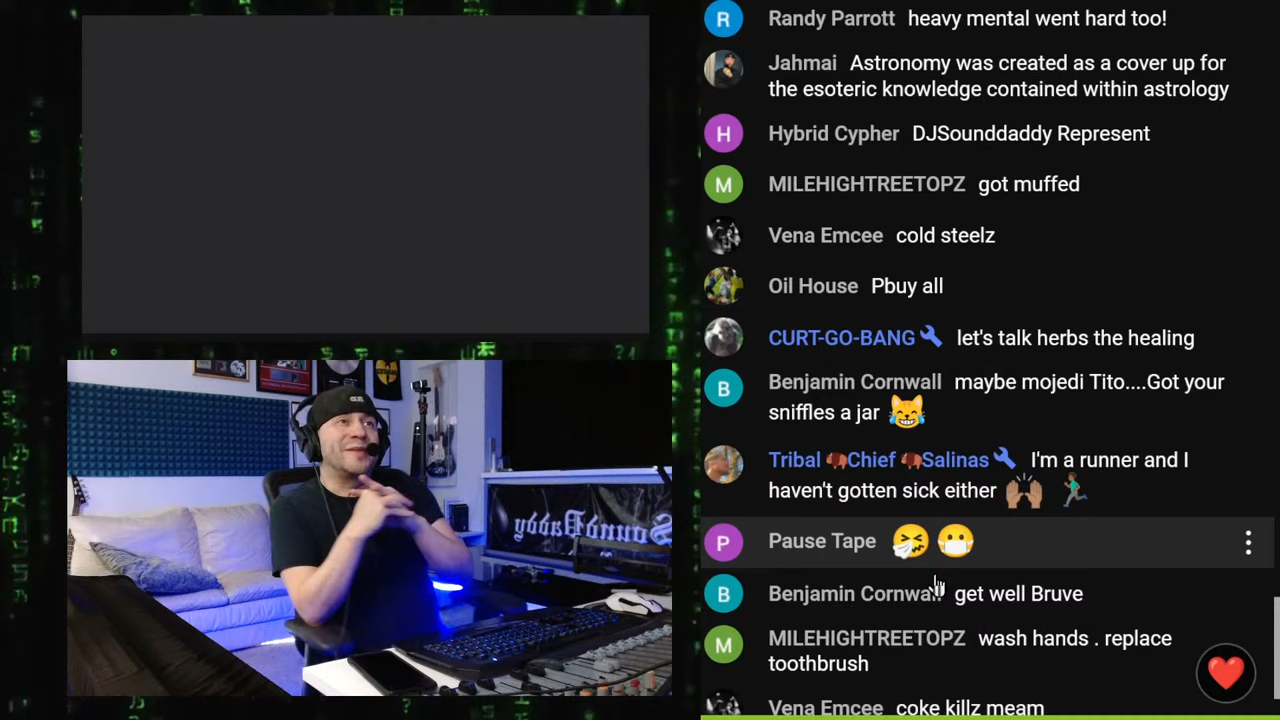 Randy Parrott heavy mental went hard too!
Jahmai Astronomy was created as a cover up for
the esoteric knowledge contained within astrology
Hybrid Cypher DJSounddaddy Represent
MILEHIGHTREETOPZ got muffed
Vena Emcee cold steelz
Oil House Pbuy all
CURT-GO-BANG🔧 let's talk herbs the healing
Benjamin Cornwall maybe mojedi Tito....Got your
sniffles a jar 😹
Tribal 🦬Chief 🦬Salinas🔧 I'm a runner and I
haven't gotten sick either 🙌🏽 🏃🏽‍♂️
Pause Tape 🤧😷
Benjamin Cornwall get well Bruve
MILEHIGHTREETOPZ wash hands . replace
toothbrush
Vena Emcee coke killz meam
R
H
M
B
P
B
M
SoundDaddy